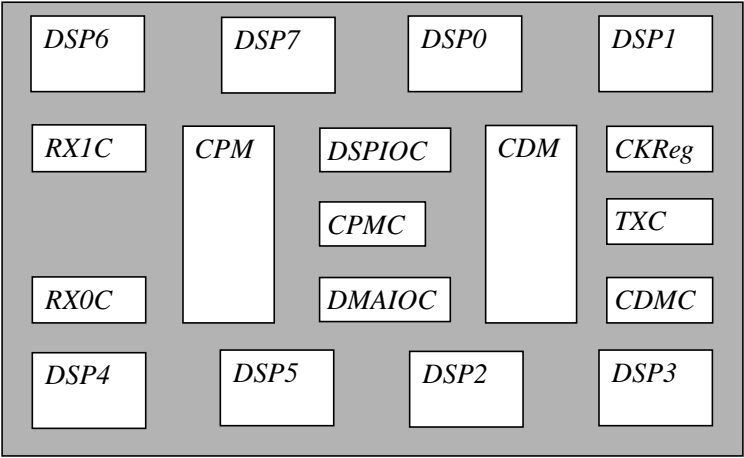 DSP6 DSP7 DSP0 DSP1
RX1C CPM DSPIOC CDM CKReg
CPMC TXC
RX0C DMAIOC CDMC
DSP4 DSP5 DSP2 DSP3